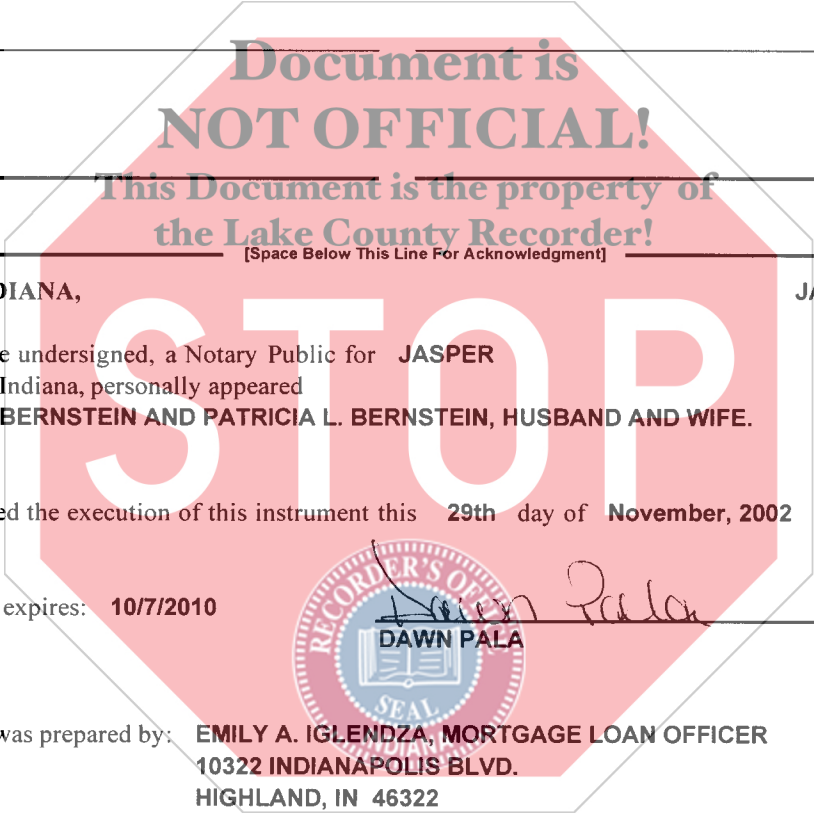 Document is
NOT OFFICIAL!
This Document is the property of
the Lake County Recorder!
[Space Below This Line For Acknowledgment]
DIANA, JA
e undersigned, a Notary Public for JASPER
Indiana, personally appeared
BERNSTEIN AND PATRICIA L. BERNSTEIN, HUSBAND AND WIFE.
STOP
ed the execution of this instrument this 29th day of November, 2002
expires: 10/7/2010
Dawn Pala
DAWN PALA
RECORDER'S OFFICE
SEAL
INDIANA
was prepared by: EMILY A. IGLENDZA, MORTGAGE LOAN OFFICER
10322 INDIANAPOLIS BLVD.
HIGHLAND, IN 46322